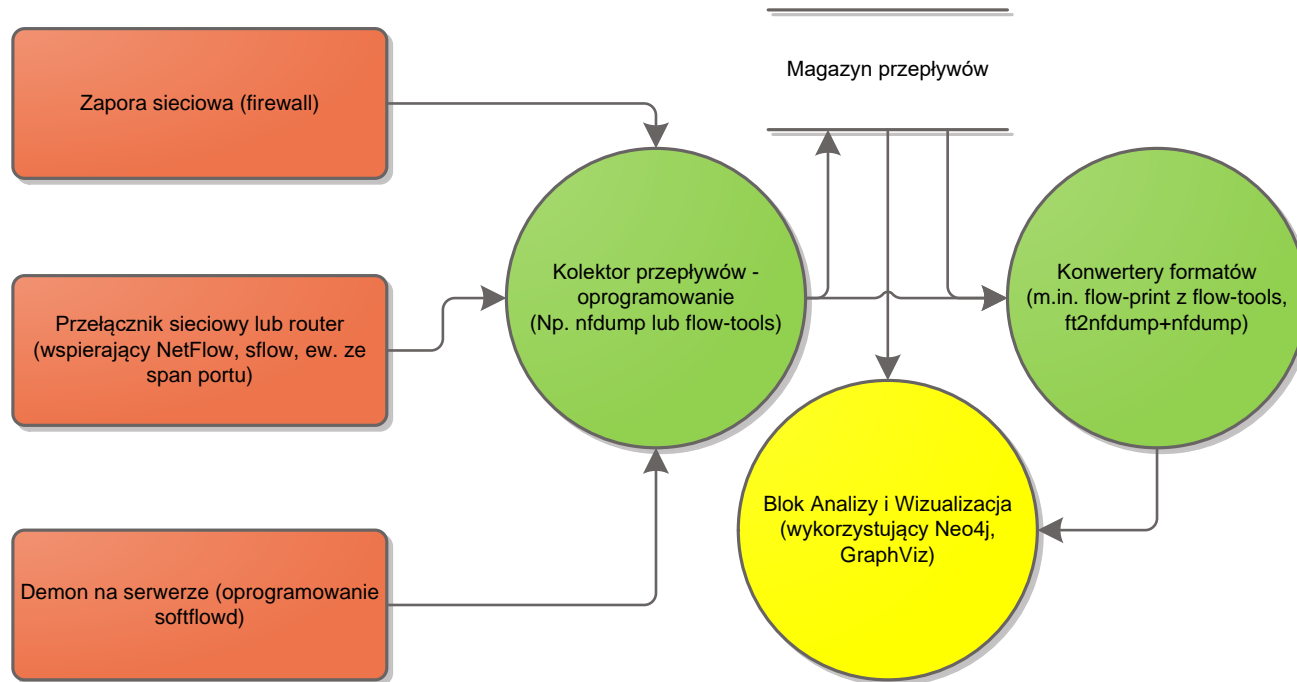 Zapora sieciowa (firewall)
Magazyn przepływów
Przełącznik sieciowy lub router
(wspierający NetFlow, sflow, ew. ze
span portu)
Kolektor przepływów -
oprogramowanie
(Np. nfdump lub flow-tools)
Konwertery formatów
(m.in. flow-print z flow-tools,
ft2nfdump+nfdump)
Blok Analizy i Wizualizacja
(wykorzystujący Neo4j,
GraphViz)
Demon na serwerze (oprogramowanie
softflowd)